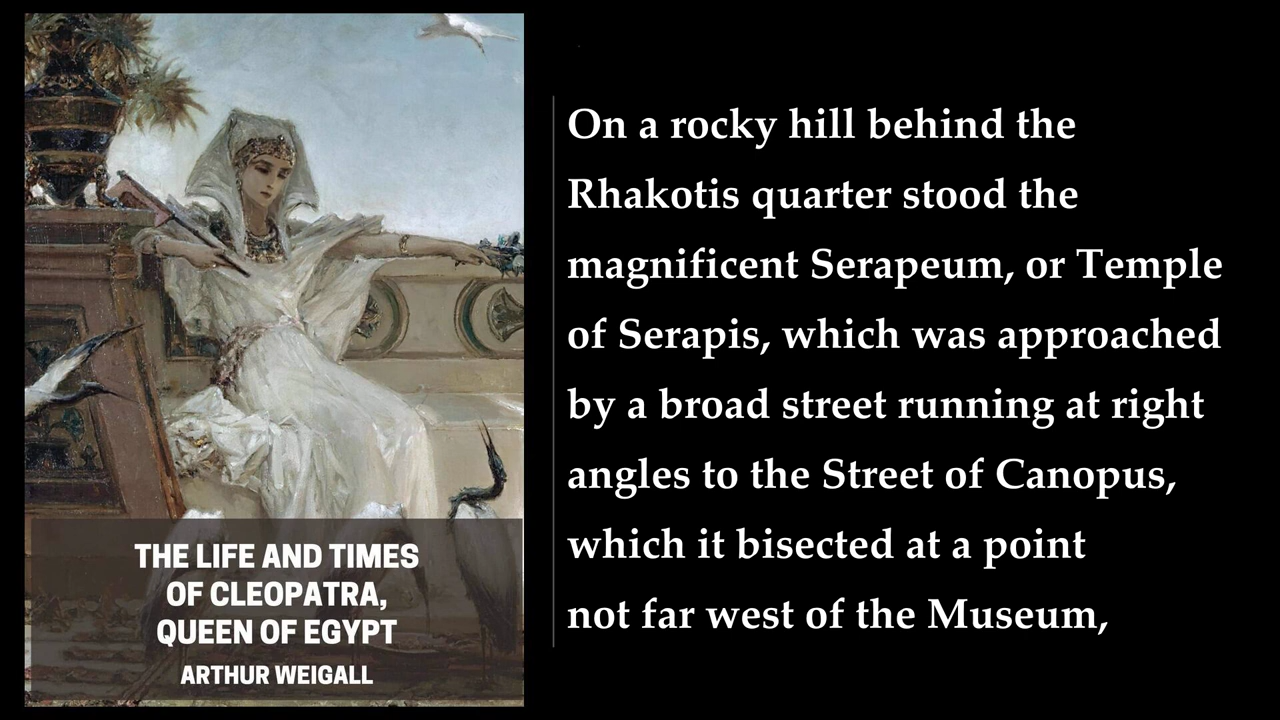 THE LIFE AND TIMES
OF CLEOPATRA,
QUEEN OF EGYPT
ARTHUR WEIGALL
On a rocky hill behind the
Rhakotis quarter stood the
magnificent Serapeum, or Temple
of Serapis, which was approached
by a broad street running at right
angles to the Street of Canopus,
which it bisected at a point
not far west of the Museum,